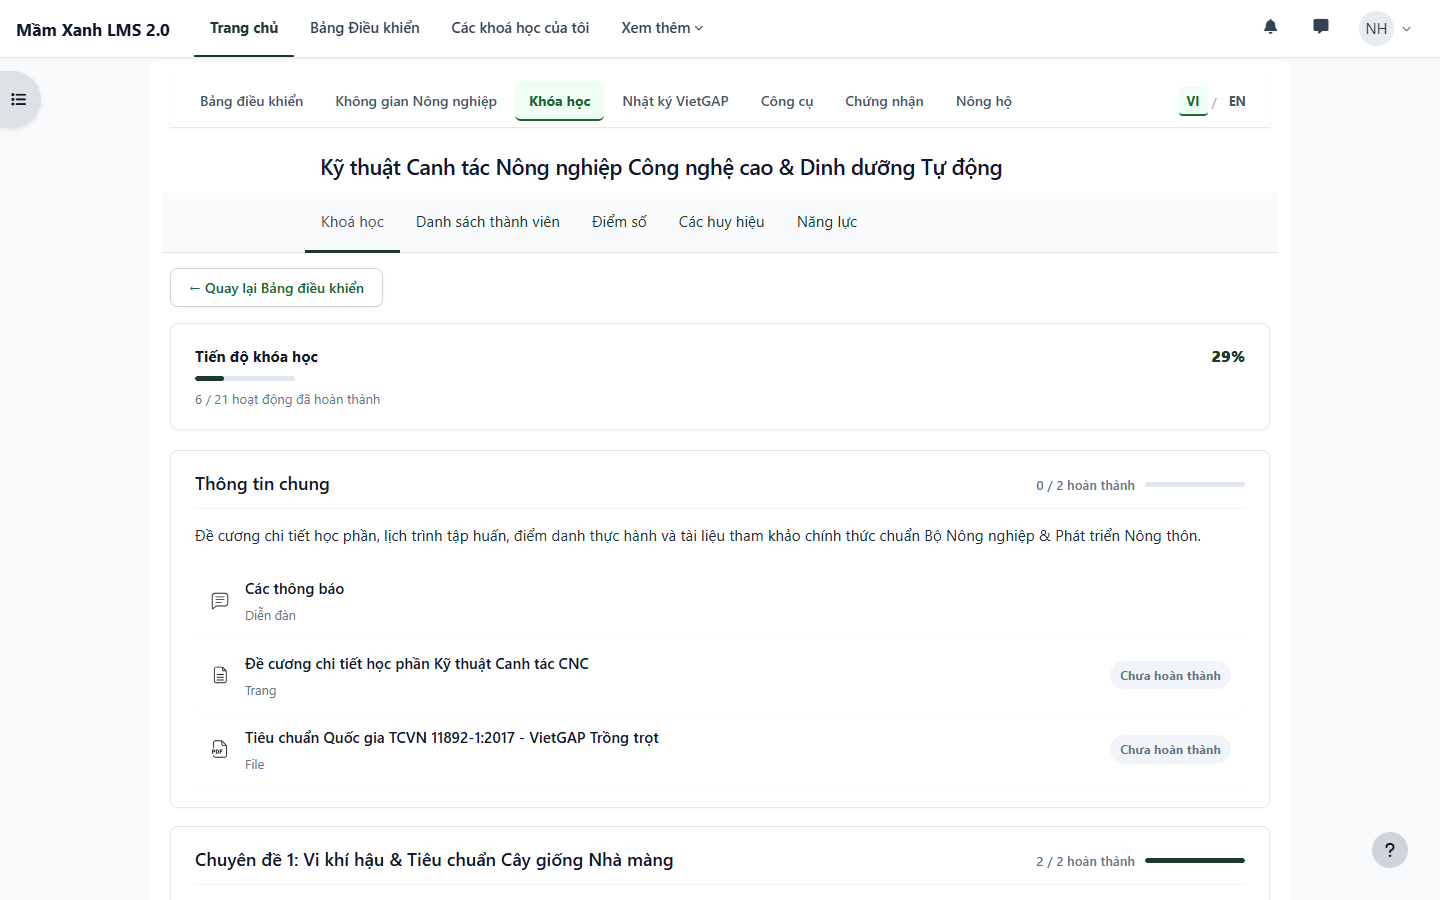 Mầm Xanh LMS 2.0
Trang chủ
Bảng Điều khiển
Các khoá học của tôi
Xem thêm
NH
Bảng điều khiển
Không gian Nông nghiệp
Khóa học
Nhật ký VietGAP
Công cụ
Chứng nhận
Nông hộ
VI / EN
Kỹ thuật Canh tác Nông nghiệp Công nghệ cao & Dinh dưỡng Tự động
Khoá học
Danh sách thành viên
Điểm số
Các huy hiệu
Năng lực
← Quay lại Bảng điều khiển
Tiến độ khóa học
29%
6 / 21 hoạt động đã hoàn thành
Thông tin chung
0 / 2 hoàn thành
Đề cương chi tiết học phần, lịch trình tập huấn, điểm danh thực hành và tài liệu tham khảo chính thức chuẩn Bộ Nông nghiệp & Phát triển Nông thôn.
Các thông báo
Diễn đàn
Đề cương chi tiết học phần Kỹ thuật Canh tác CNC
Trang
Chưa hoàn thành
PDF
Tiêu chuẩn Quốc gia TCVN 11892-1:2017 - VietGAP Trồng trọt
File
Chưa hoàn thành
Chuyên đề 1: Vi khí hậu & Tiêu chuẩn Cây giống Nhà màng
2 / 2 hoàn thành
?